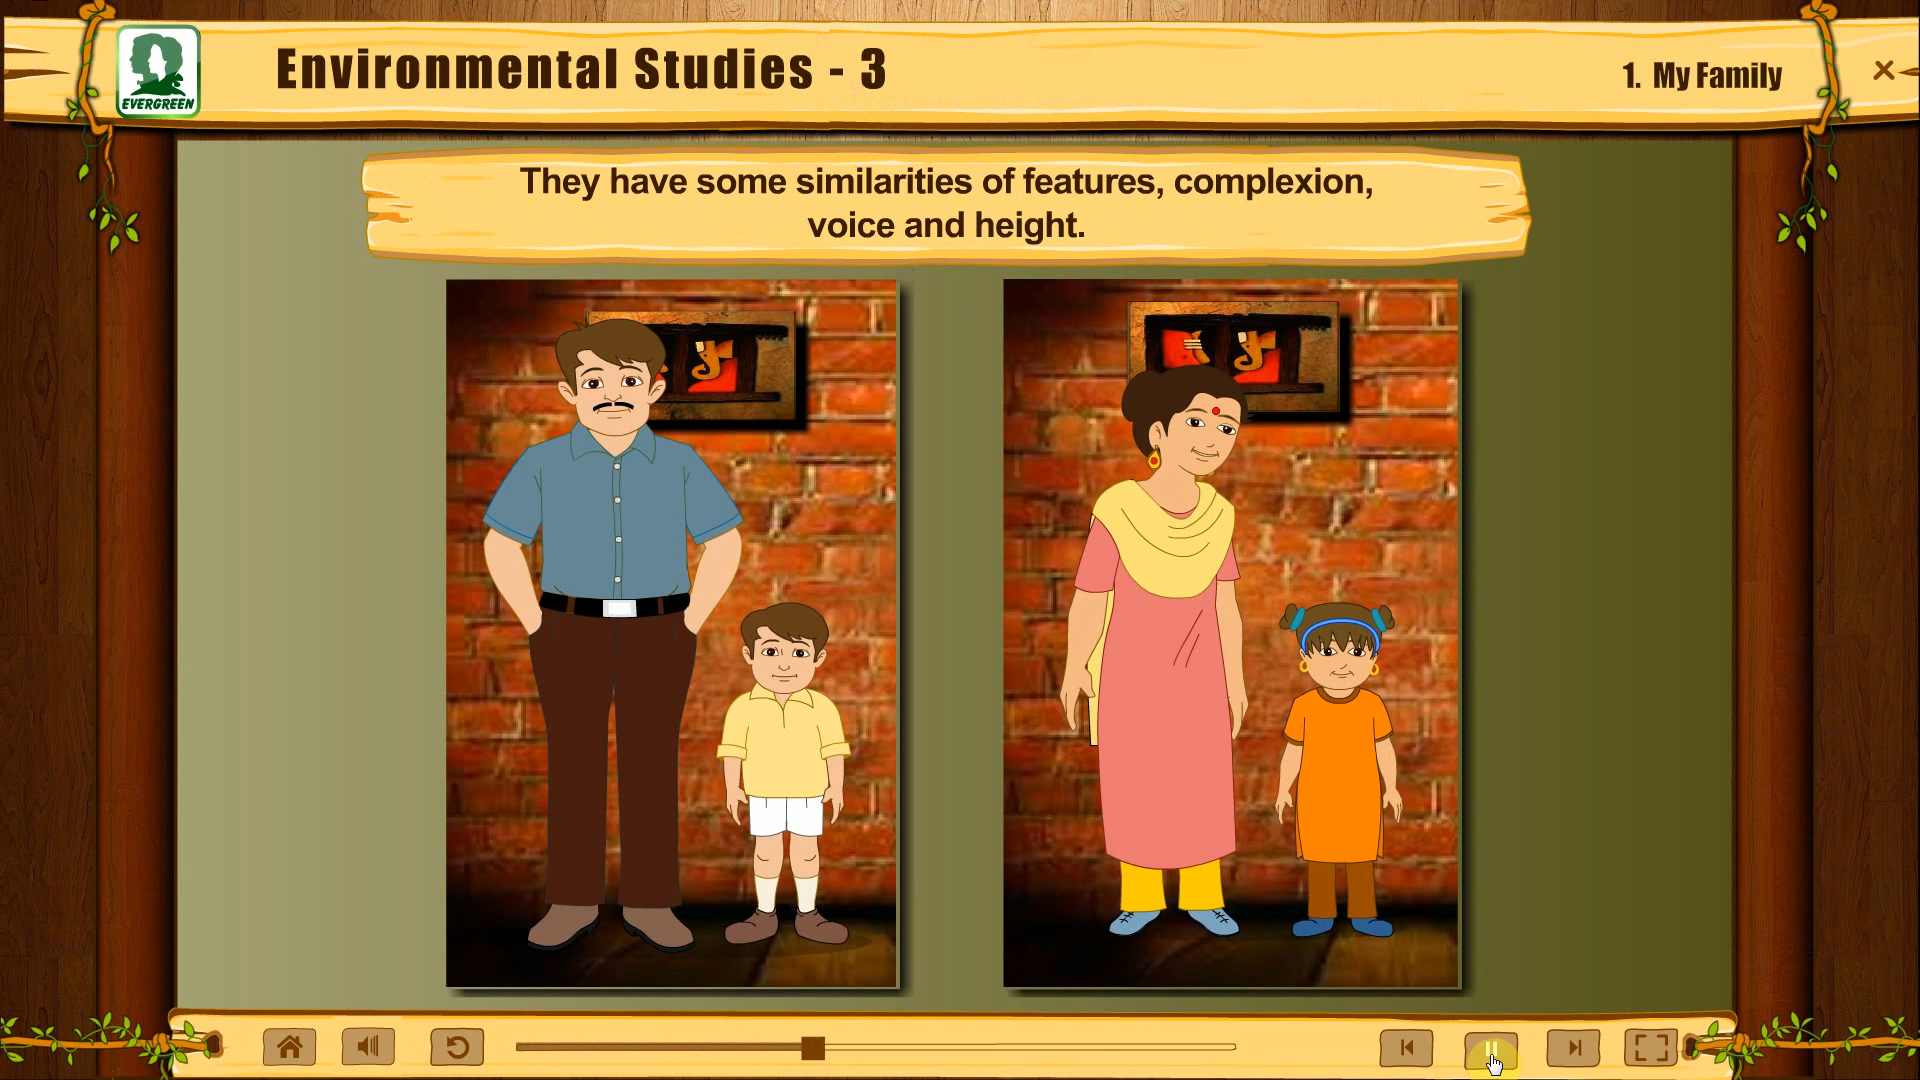 EVERGREEN
Environmental Studies - 3
1. My Family
They have some similarities of features, complexion,
voice and height.